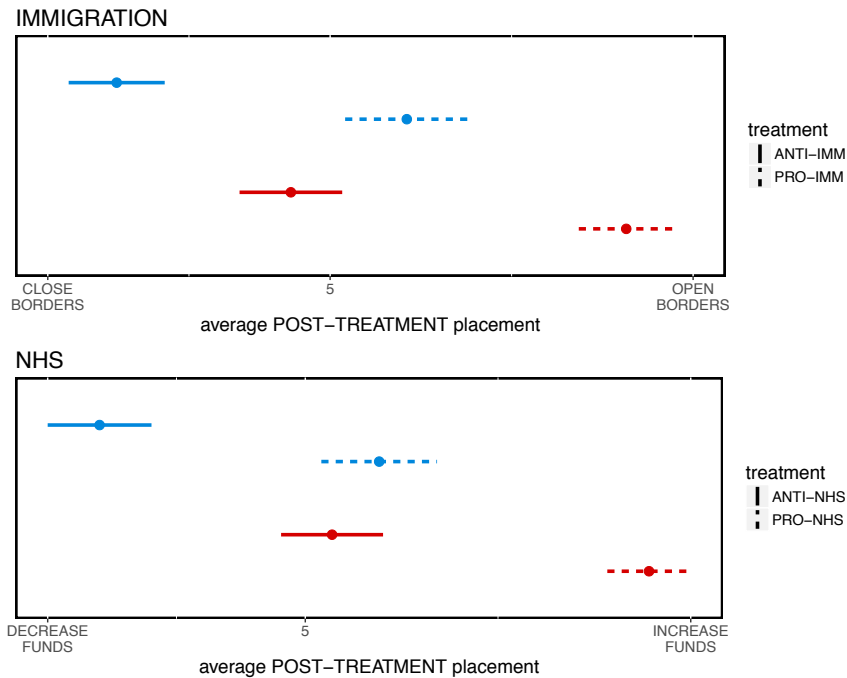 IMMIGRATION
treatment
ANTI−IMM
PRO−IMM
CLOSE
BORDERS
5
OPEN
BORDERS
average POST−TREATMENT placement
NHS
treatment
ANTI−NHS
PRO−NHS
DECREASE
FUNDS
5
INCREASE
FUNDS
average POST−TREATMENT placement